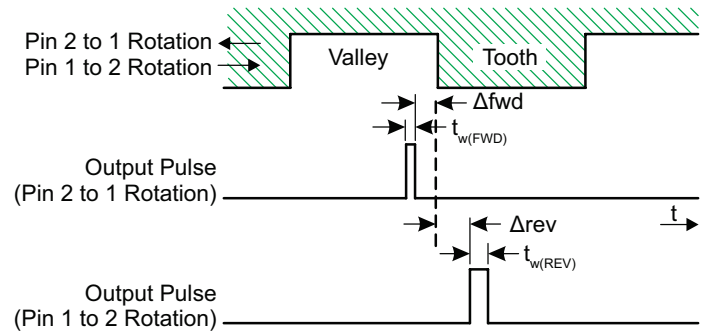 Pin 2 to 1 Rotation
Pin 1 to 2 Rotation
Valley
Tooth
Δfwd
tw(FWD)
Output Pulse
(Pin 2 to 1 Rotation)
t
Δrev
tw(REV)
Output Pulse
(Pin 1 to 2 Rotation)